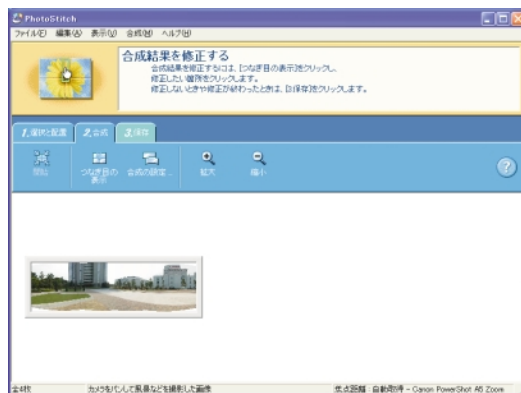 PhotoStitch
ファイル(F) 編集(A) 表示(V) 合成(M) ヘルプ(H)
合成結果を修正する
合成結果を修正するには、[つなぎ目の表示]をクリックし、
修正したい箇所をクリックします。
修正しないときや修正が終わったときは、[3.保存]をクリックします。
1.選択と配置 2.合成 3.保存
開始 つなぎ目の表示 合成の設定... 拡大 縮小
全4枚 カメラをパンして風景などを撮影した画像 焦点距離 : 自動取得 - Canon PowerShot A5 Zoom